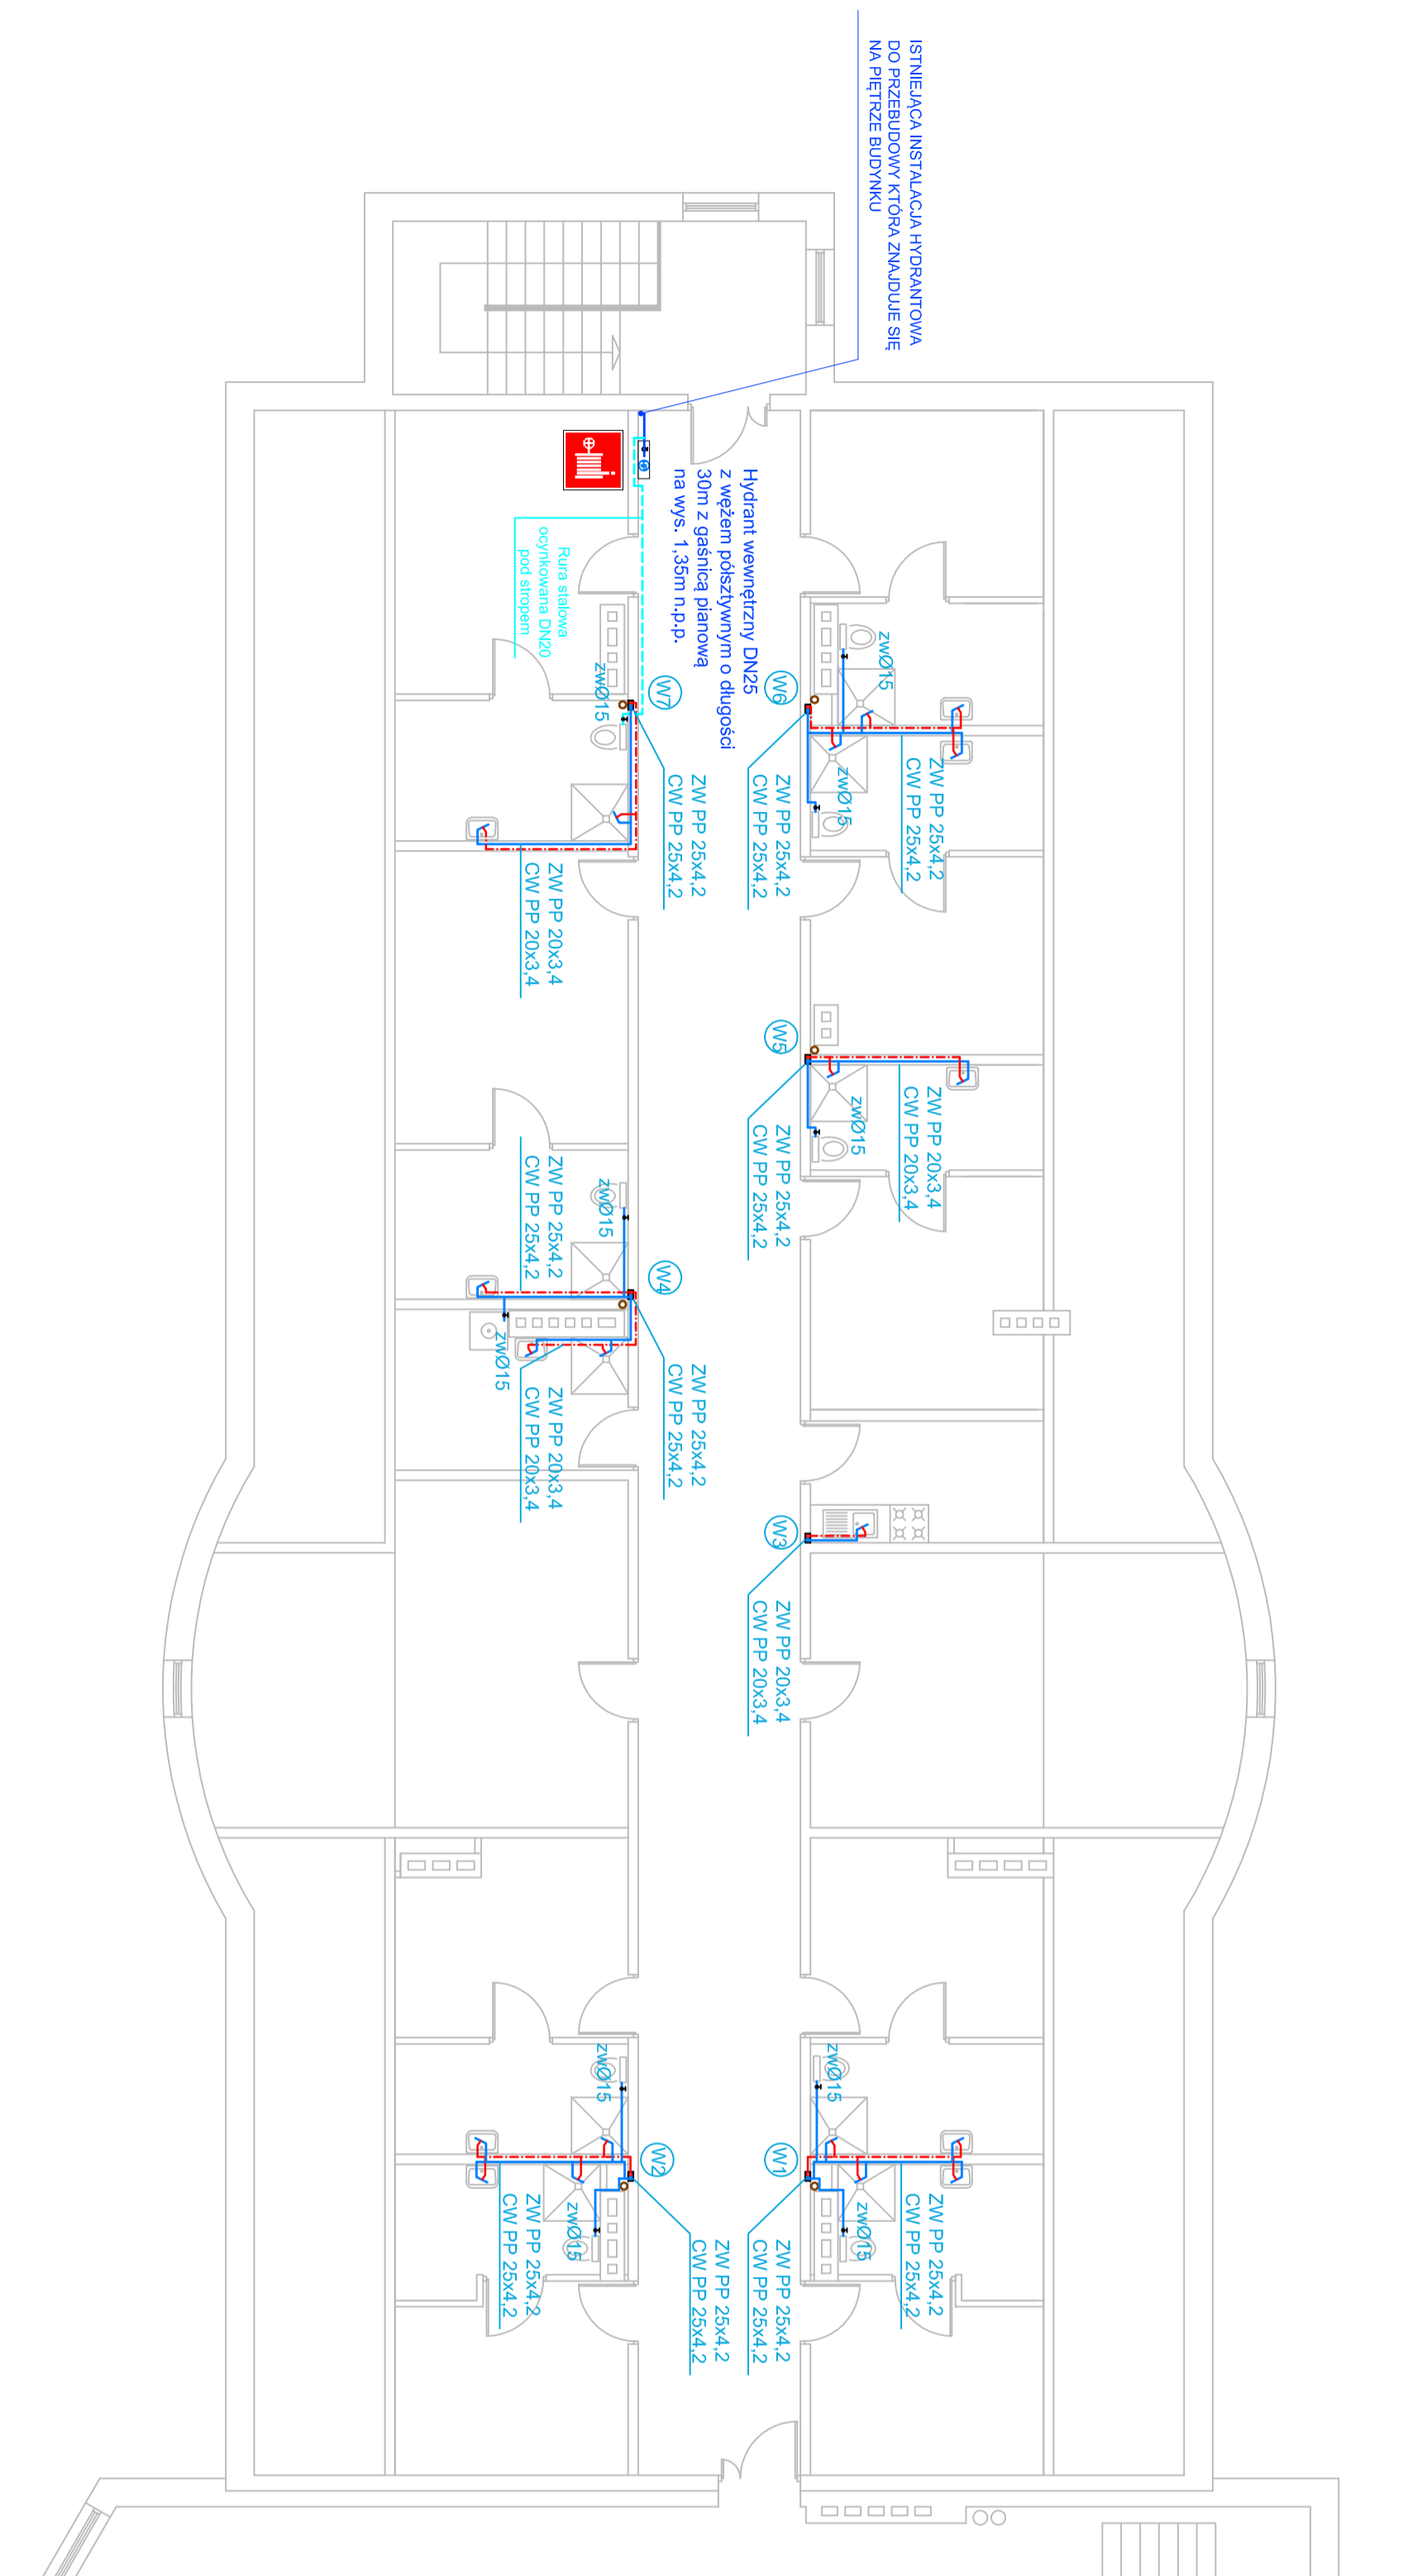 ISTNIEJĄCA INSTALACJA HYDRANTOWA
DO PRZEBUDOWY KTÓRA ZNAJDUJE SIĘ
NA PIĘTRZE BUDYNKU
Hydrant wewnętrzny DN25
z wężem półsztywnym o długości
30m z gaśnicą pianową
na wys. 1,35m n.p.p.
Rura stalowa
ocynkowana DN20
pod stropem
zwØ15
zwØ15
W7
W6
ZW PP 25x4,2
CW PP 25x4,2
zwØ15
ZW PP 25x4,2
CW PP 25x4,2
ZW PP 25x4,2
CW PP 25x4,2
ZW PP 20x3,4
CW PP 20x3,4
W5
ZW PP 20x3,4
CW PP 20x3,4
zwØ15
ZW PP 25x4,2
CW PP 25x4,2
ZW PP 25x4,2
CW PP 25x4,2
zwØ15
W4
zwØ15
ZW PP 25x4,2
CW PP 25x4,2
ZW PP 20x3,4
CW PP 20x3,4
W3
ZW PP 20x3,4
CW PP 20x3,4
zwØ15
zwØ15
W2
W1
ZW PP 25x4,2
CW PP 25x4,2
zwØ15
zwØ15
ZW PP 25x4,2
CW PP 25x4,2
ZW PP 25x4,2
CW PP 25x4,2
ZW PP 25x4,2
CW PP 25x4,2